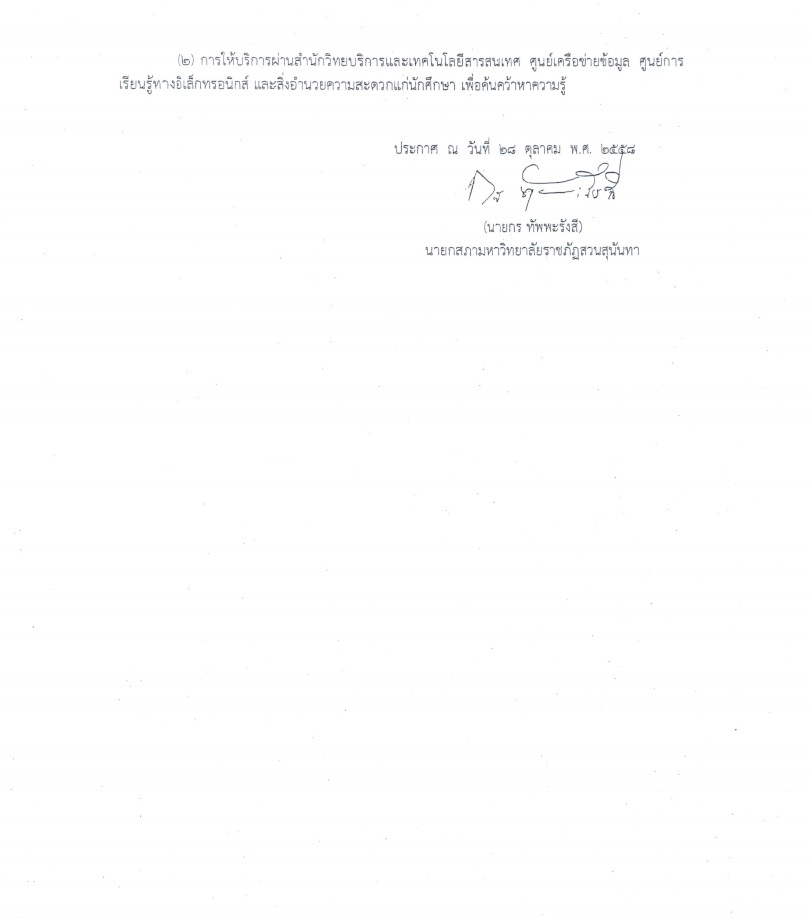 (๒) การให้บริการผ่านสำนักวิทยบริการและเทคโนโลยีสารสนเทศ ศูนย์เครือข่ายข้อมูล ศูนย์การ
เรียนรู้ทางอิเล็กทรอนิกส์ และสิ่งอำนวยความสะดวกแก่นักศึกษา เพื่อค้นคว้าหาความรู้
ประกาศ ณ วันที่ ๒๘ ตุลาคม พ.ศ. ๒๕๕๘
(นายกร ทัพพะรังสี)
นายกสภามหาวิทยาลัยราชภัฏสวนสุนันทา